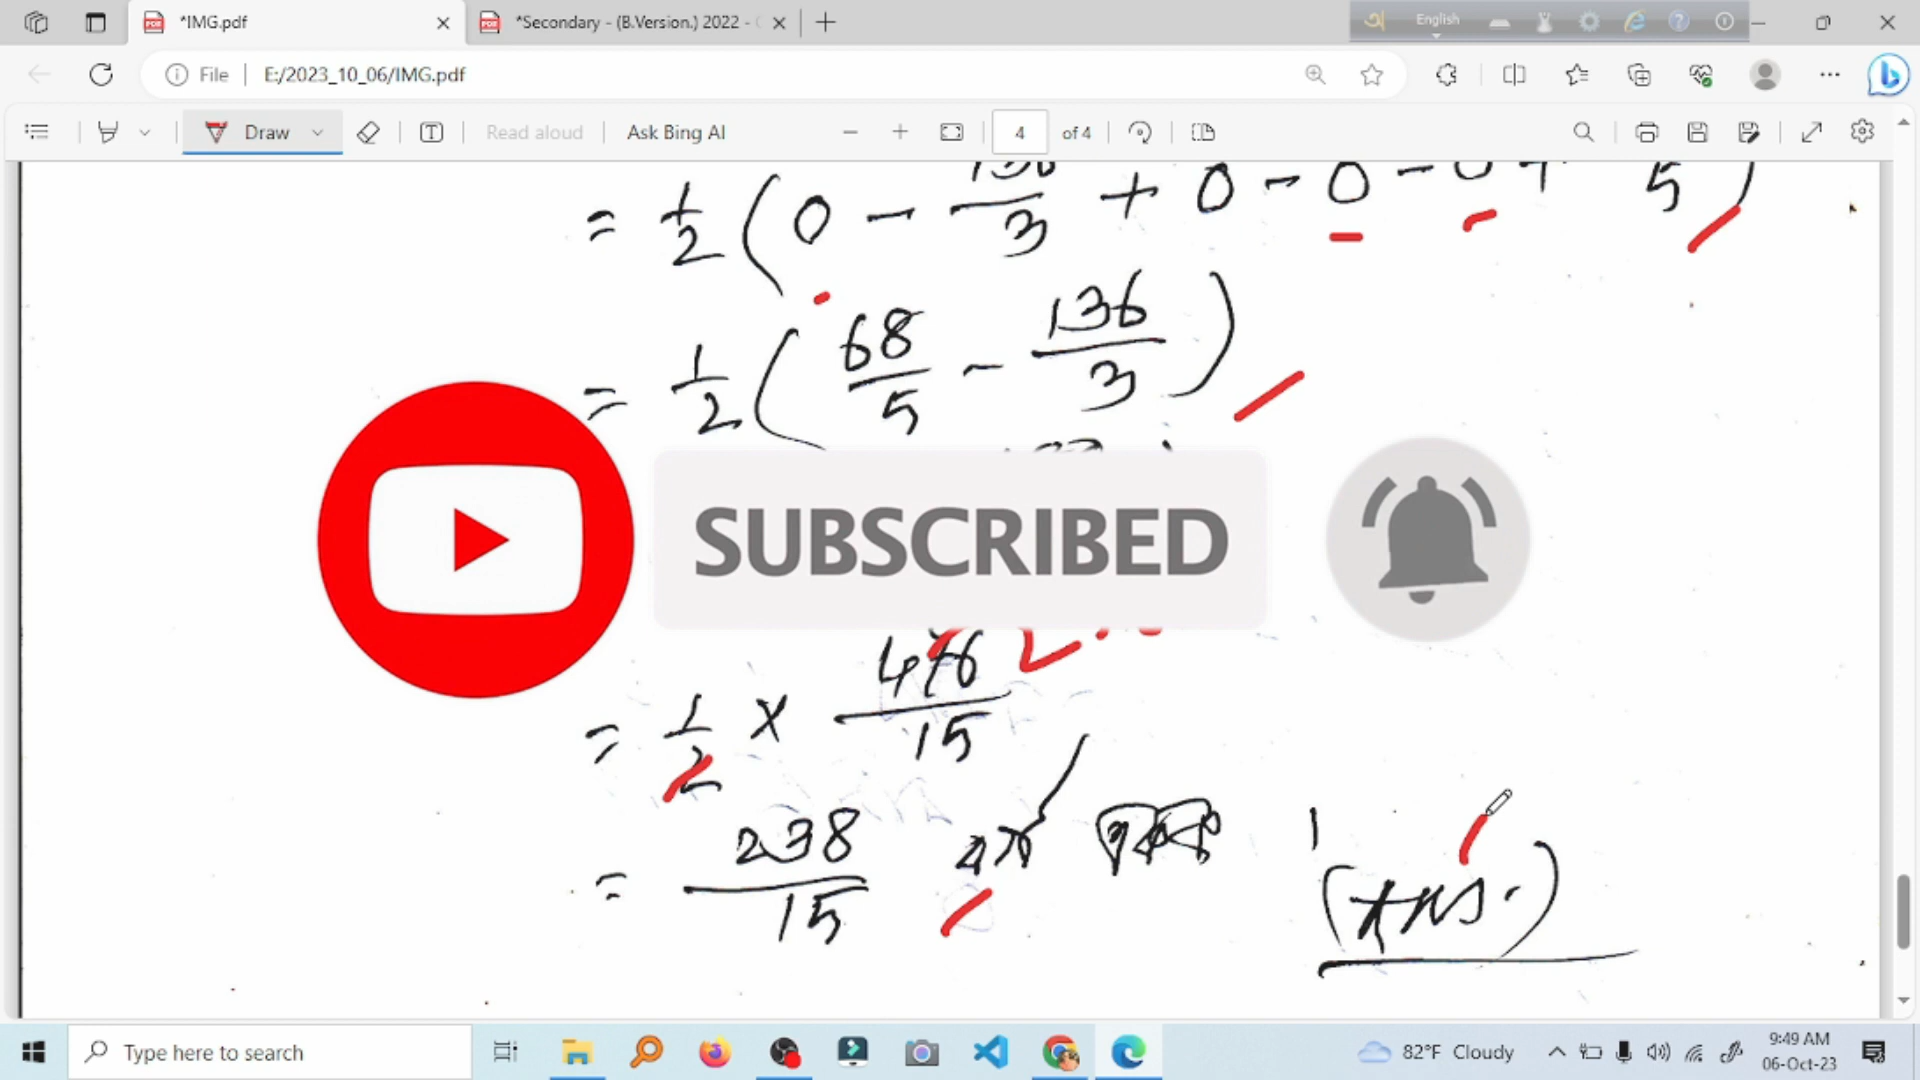 *IMG.pdf
*Secondary - (B.Version.) 2022 -
English
File E:/2023_10_06/IMG.pdf
Draw
Read aloud
Ask Bing AI
4 of 4
= 1/2 ( 0 - 136/3 + 0 - 0 -
= 1/2 ( 68/5 - 136/3 )
SUBSCRIBED
= 1/2 × 476/15
= 238/15
(Ans.)
Type here to search
82°F Cloudy
9:49 AM
06-Oct-23